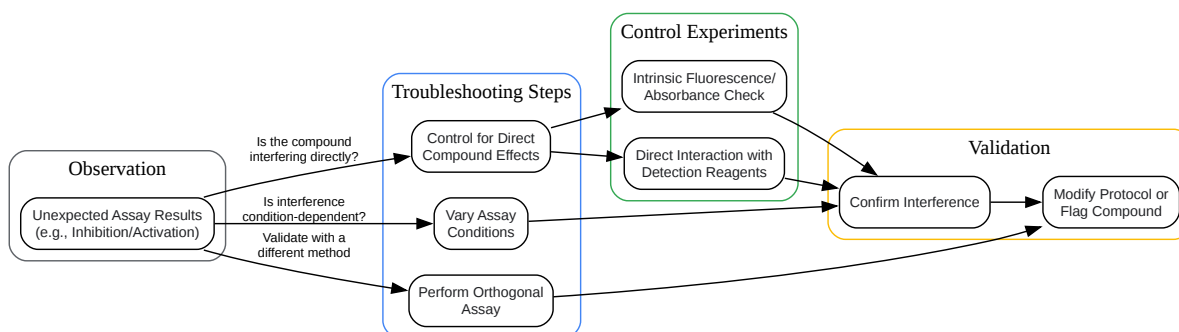 Observation
Unexpected Assay Results
(e.g., Inhibition/Activation)
Is the compound
interfering directly?
Is interference
condition-dependent?
Validate with a
different method
Troubleshooting Steps
Control for Direct
Compound Effects
Vary Assay
Conditions
Perform Orthogonal
Assay
Control Experiments
Intrinsic Fluorescence/
Absorbance Check
Direct Interaction with
Detection Reagents
Validation
Confirm Interference
Modify Protocol or
Flag Compound